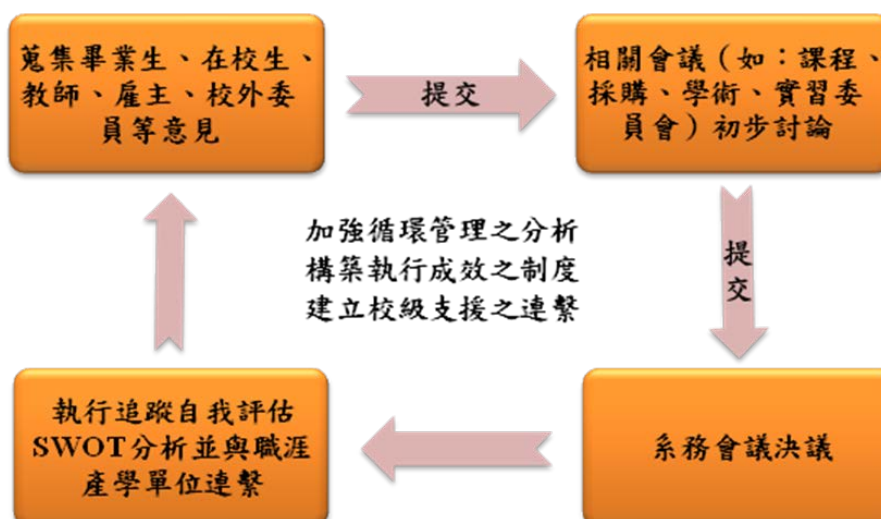 蒐集畢業生、在校生、
教師、雇主、校外委
員等意見
提交
相關會議（如：課程、
採購、學術、實習委
員會）初步討論
加強循環管理之分析
構築執行成效之制度
建立校級支援之連繫
提
交
執行追蹤自我評估
SWOT分析並與職涯
產學單位連繫
系務會議決議